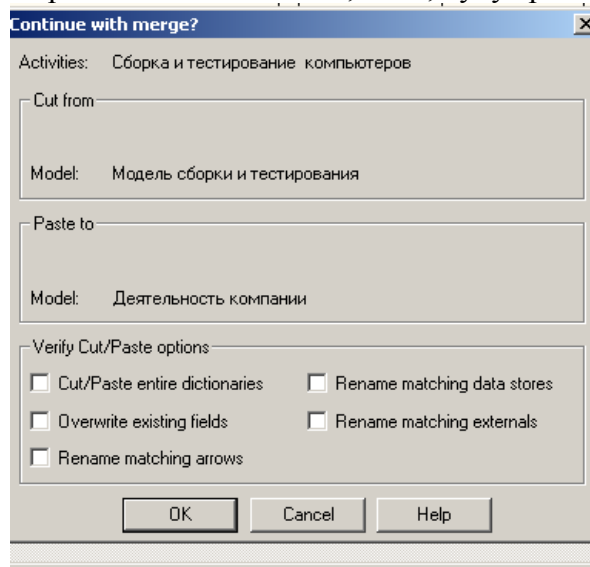 Continue with merge?
Activities: Сборка и тестирование компьютеров
Cut from
Model: Модель сборки и тестирования
Paste to
Model: Деятельность компании
Verify Cut/Paste options
Cut/Paste entire dictionaries Rename matching data stores
Overwrite existing fields Rename matching externals
Rename matching arrows
OK Cancel Help